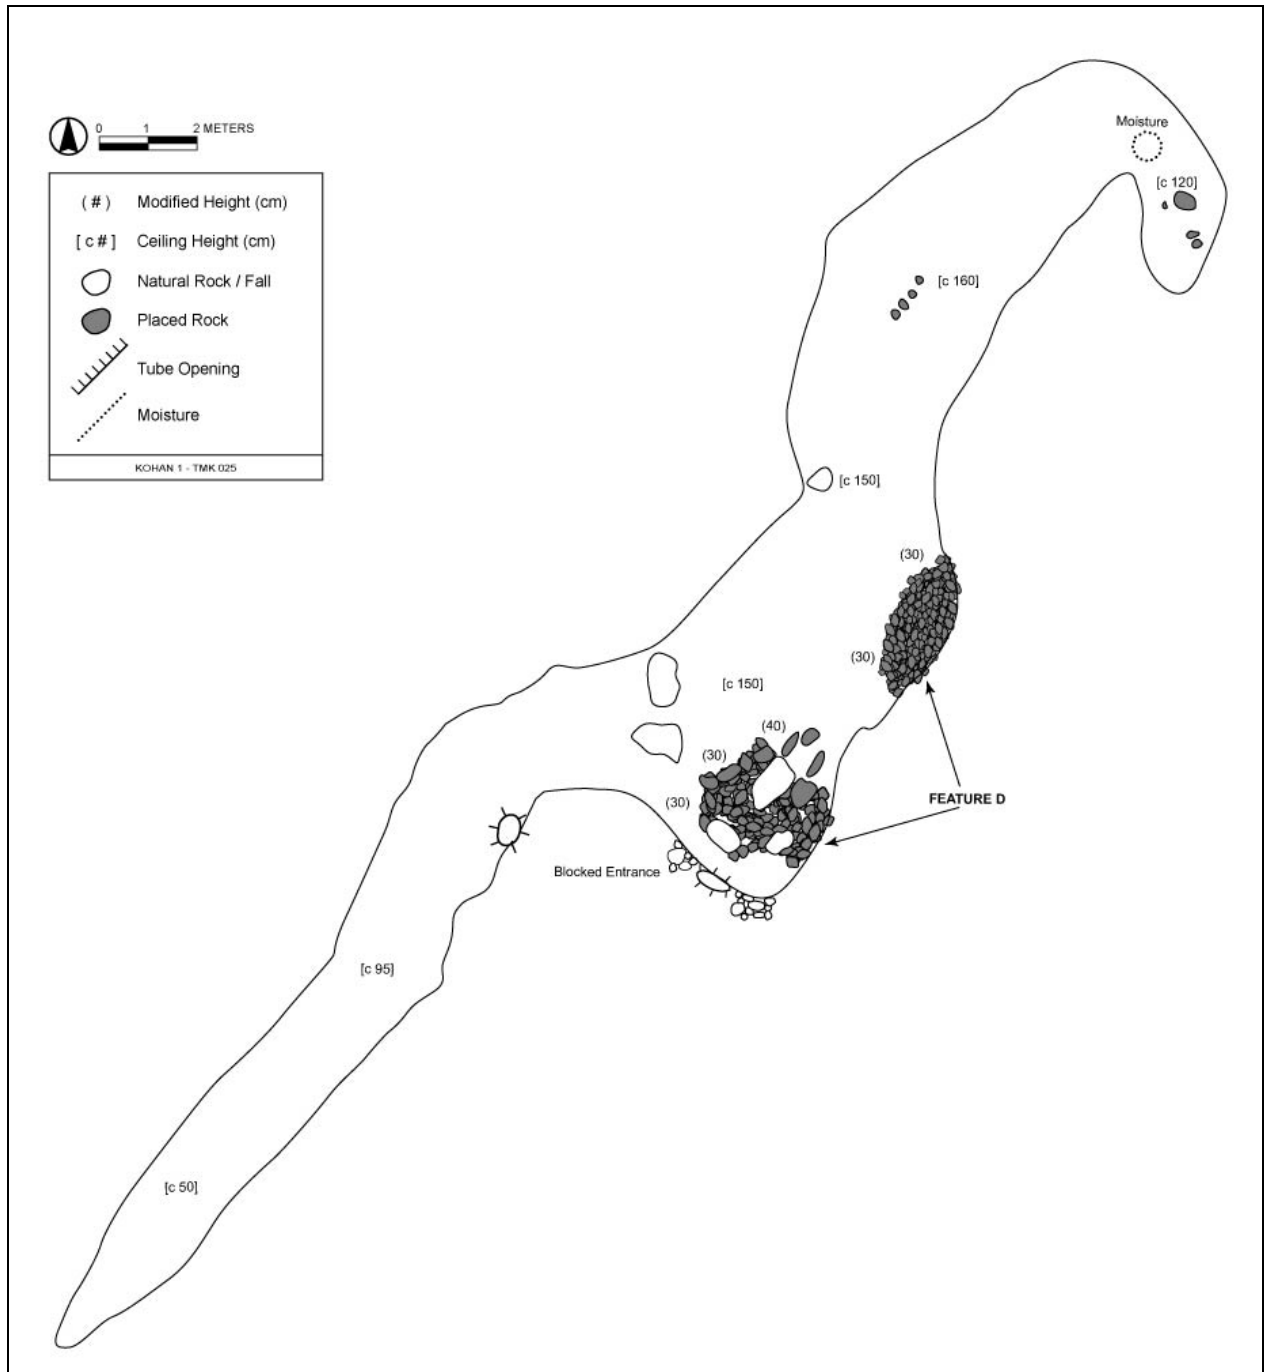 0 1 2 METERS
( # ) Modified Height (cm)
[ c # ] Ceiling Height (cm)
Natural Rock / Fall
Placed Rock
Tube Opening
Moisture
KOHAN 1 - TMK 025
Moisture
[c 120]
[c 160]
[c 150]
(30)
(30)
[c 150]
(40)
(30)
(30)
FEATURE D
Blocked Entrance
[c 95]
[c 50]